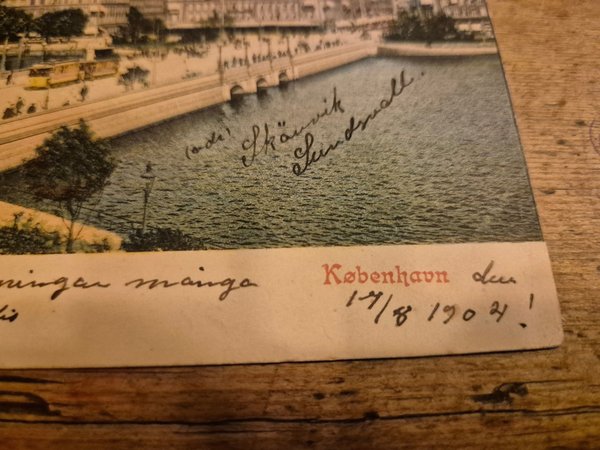 (adr)
Skönvik
Sundsvall.
ningar många
København den
17/8 1904!